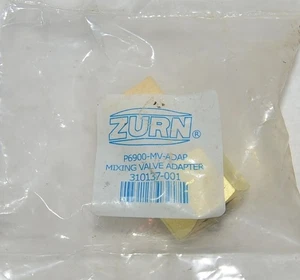 ZURN®
P6900-MV-ADAP
MIXING VALVE ADAPTER
310137-001